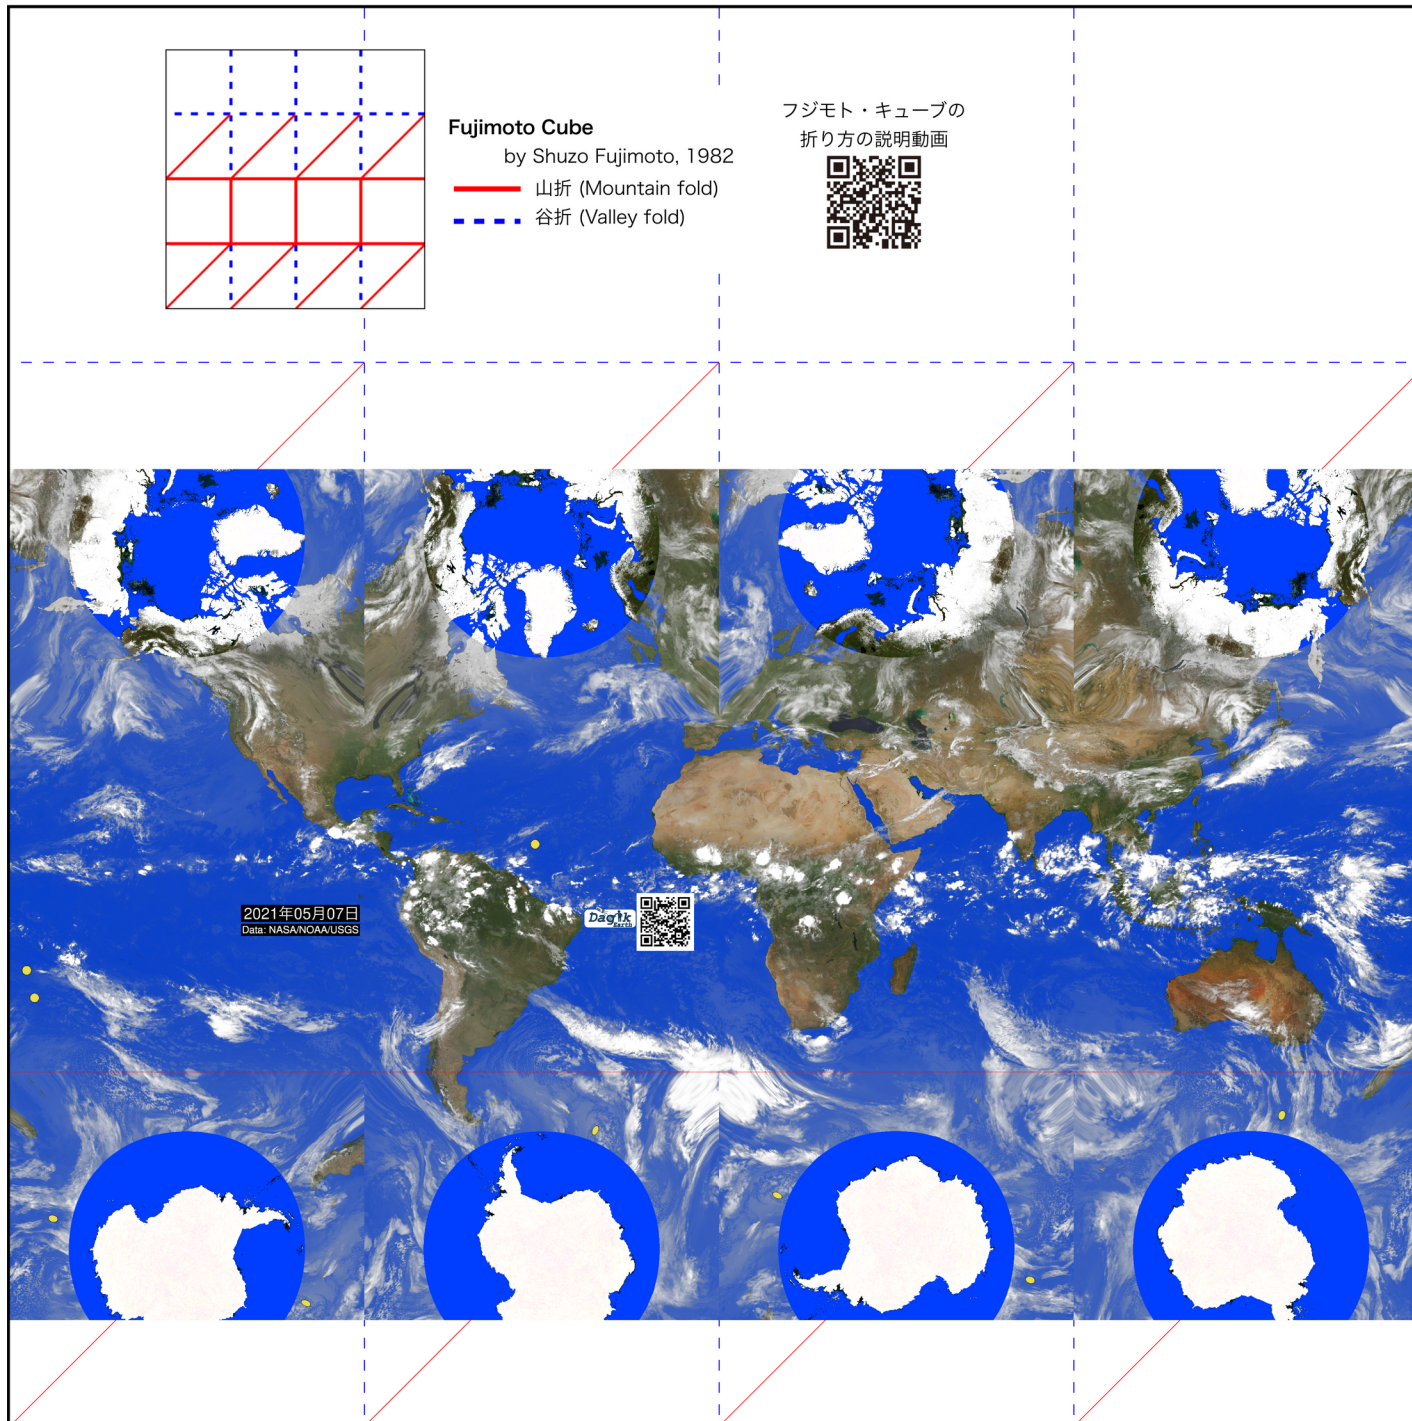 Fujimoto Cube
by Shuzo Fujimoto, 1982
山折 (Mountain fold)
谷折 (Valley fold)
フジモト・キューブの
折り方の説明動画
2021年05月07日
Data: NASA/NOAA/USGS
Dagik
Earth